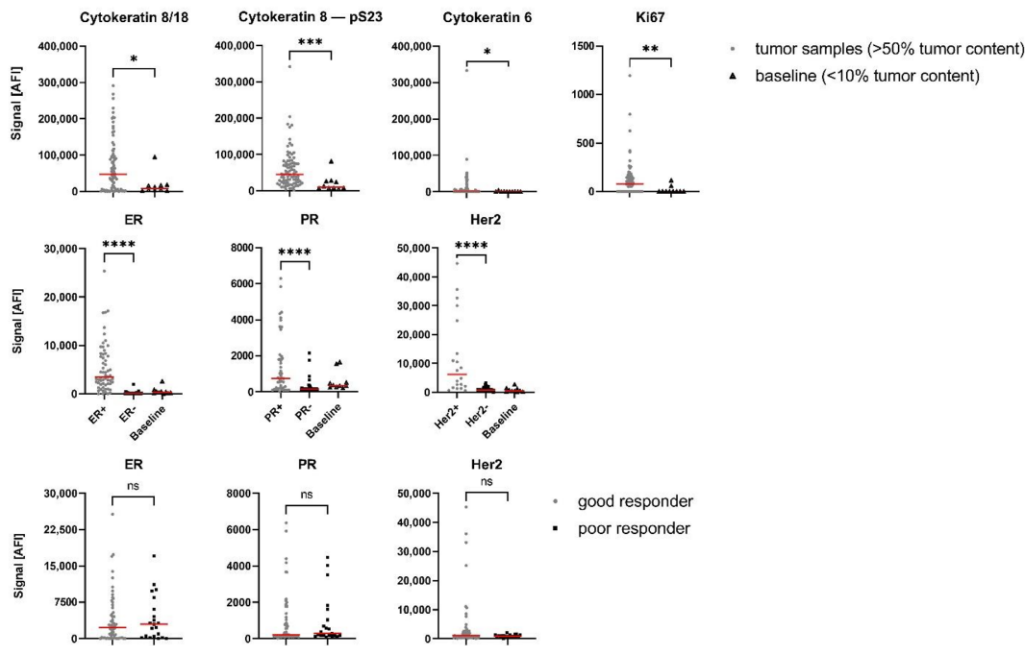 Cytokeratin 8/18
Cytokeratin 8 — pS23
Cytokeratin 6
Ki67
Signal [AFI]
400,000
300,000
200,000
100,000
0
*
400,000
300,000
200,000
100,000
0
***
400,000
300,000
200,000
100,000
0
*
1500
1000
500
0
**
tumor samples (>50% tumor content)
baseline (<10% tumor content)
ER
PR
Her2
Signal [AFI]
30,000
20,000
10,000
0
****
ER+
ER-
Baseline
8000
6000
4000
2000
0
****
PR+
PR-
Baseline
50,000
40,000
30,000
20,000
10,000
0
****
Her2+
Her2-
Baseline
ER
PR
Her2
Signal [AFI]
30,000
22,500
15,000
7500
0
ns
8000
6000
4000
2000
0
ns
50,000
40,000
30,000
20,000
10,000
0
ns
good responder
poor responder